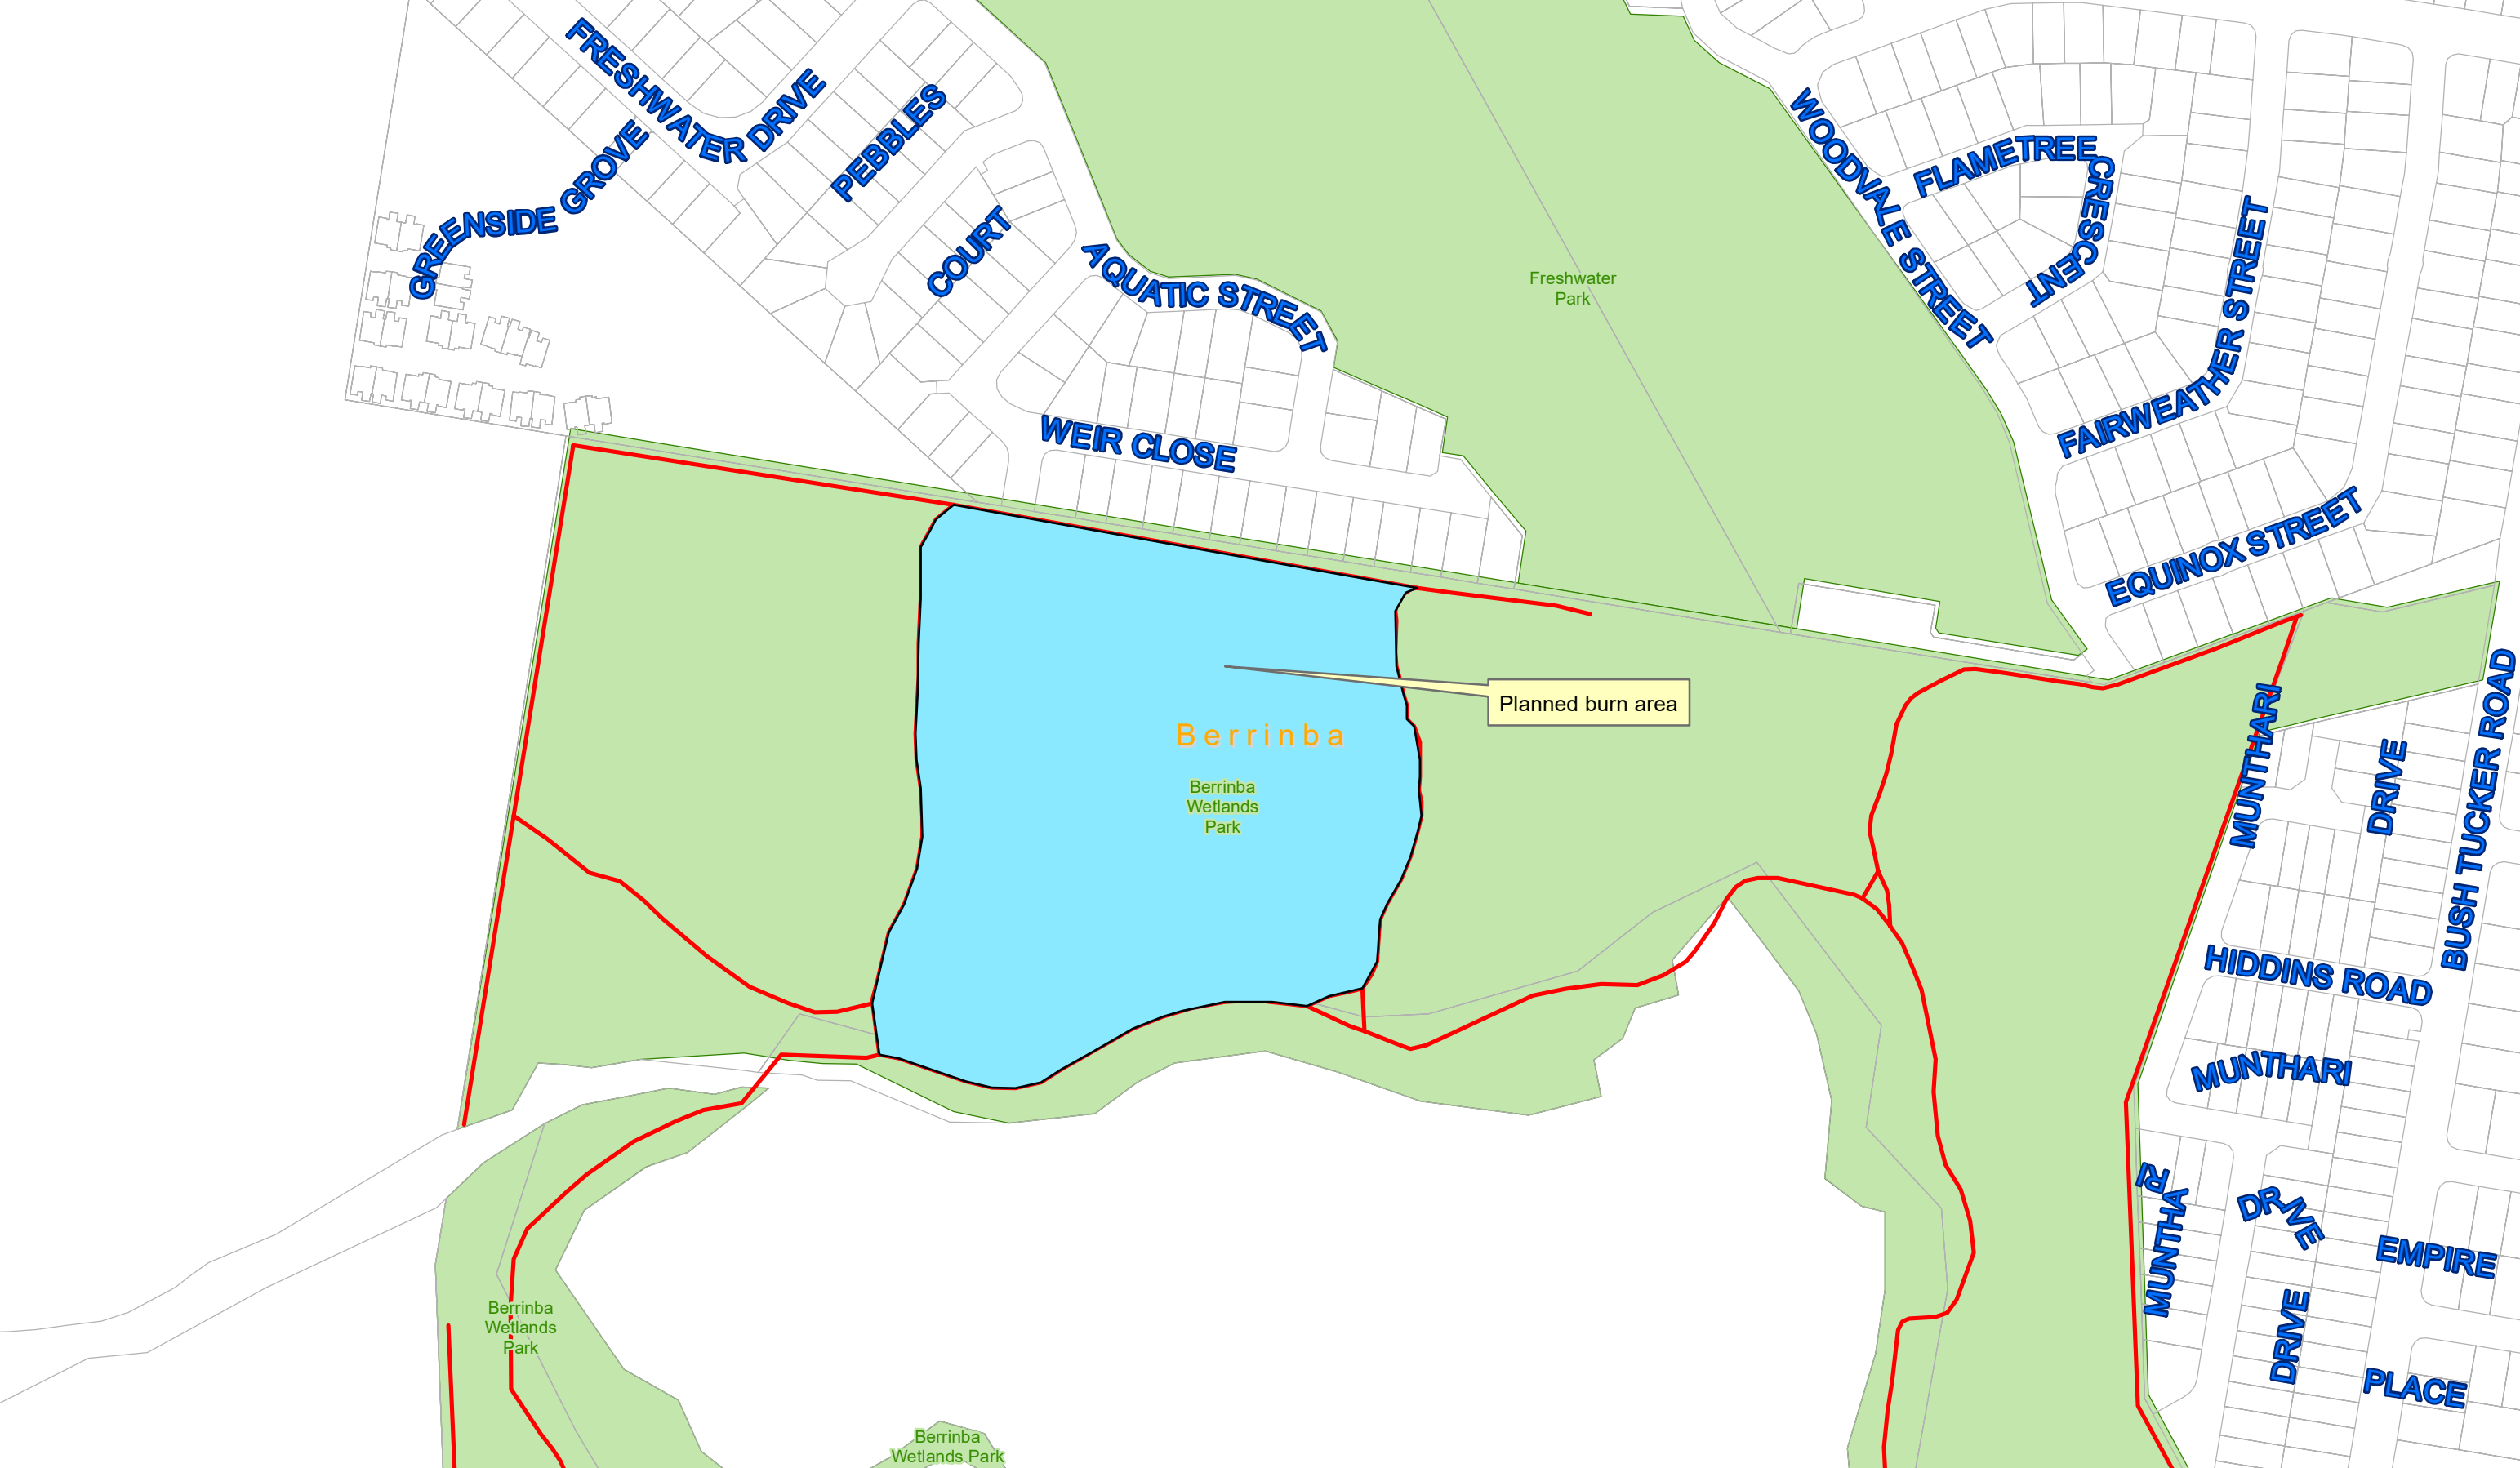 FRESHWATER DRIVE
GREENSIDE GROVE
PEBBLES
COURT
AQUATIC STREET
WEIR CLOSE
Freshwater
Park
WOODVALE STREET
FLAMETREE
CRESCENT
FAIRWEATHER STREET
EQUINOX STREET
Planned burn area
Berrinba
Berrinba
Wetlands
Park
MUNTHARI
DRIVE
BUSH TUCKER ROAD
HIDDINS ROAD
MUNTHARI
MUNTHARI
DRIVE
EMPIRE
DRIVE
PLACE
Berrinba
Wetlands
Park
Berrinba
Wetlands Park